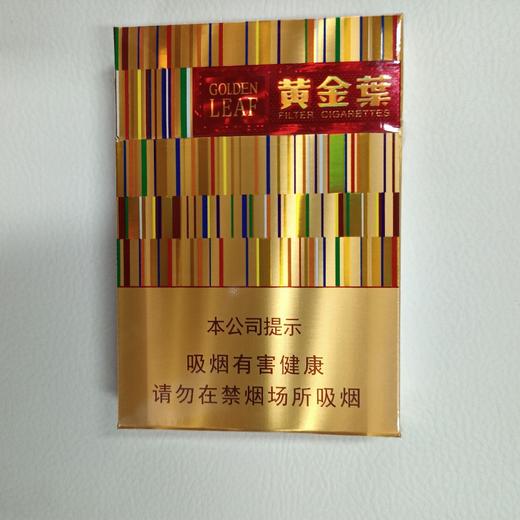 GOLDEN
LEAF
黄金葉
FILTER CIGARETTES
本公司提示
吸烟有害健康
请勿在禁烟场所吸烟